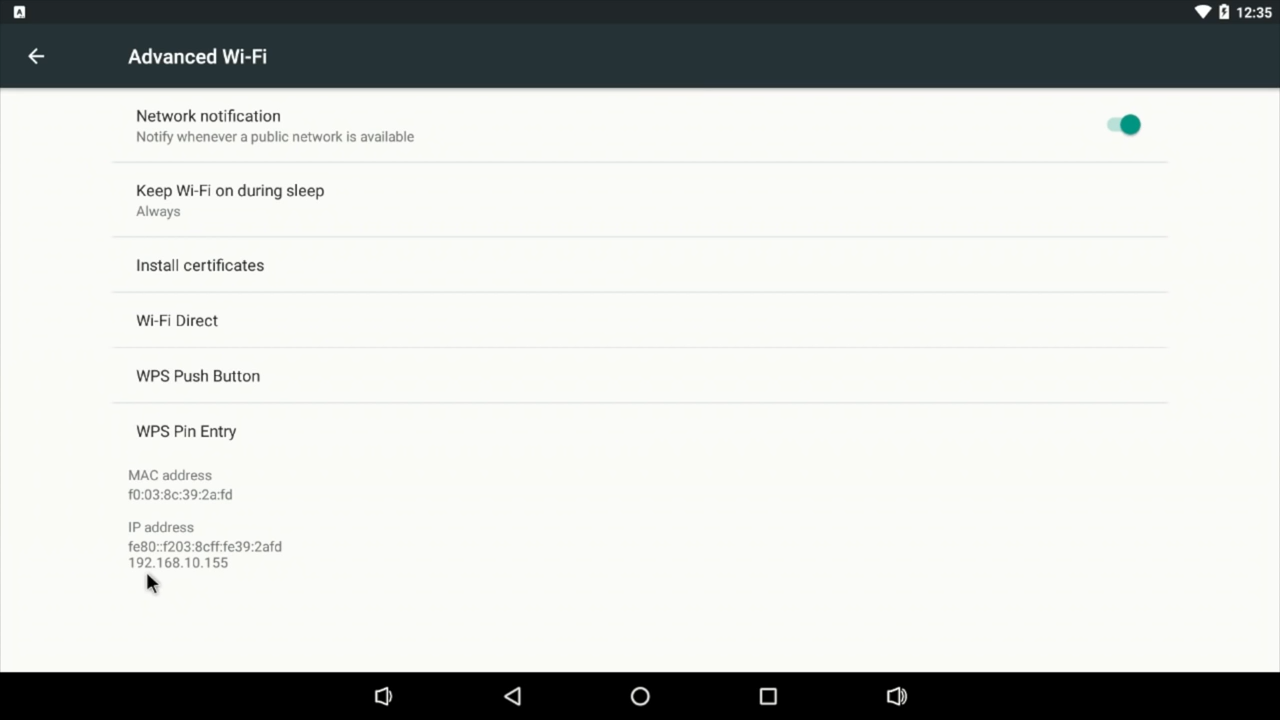 A
12:35
Advanced Wi-Fi
Network notification
Notify whenever a public network is available
Keep Wi-Fi on during sleep
Always
Install certificates
Wi-Fi Direct
WPS Push Button
WPS Pin Entry
MAC address
f0:03:8c:39:2a:fd
IP address
fe80::f203:8cff:fe39:2afd
192.168.10.155